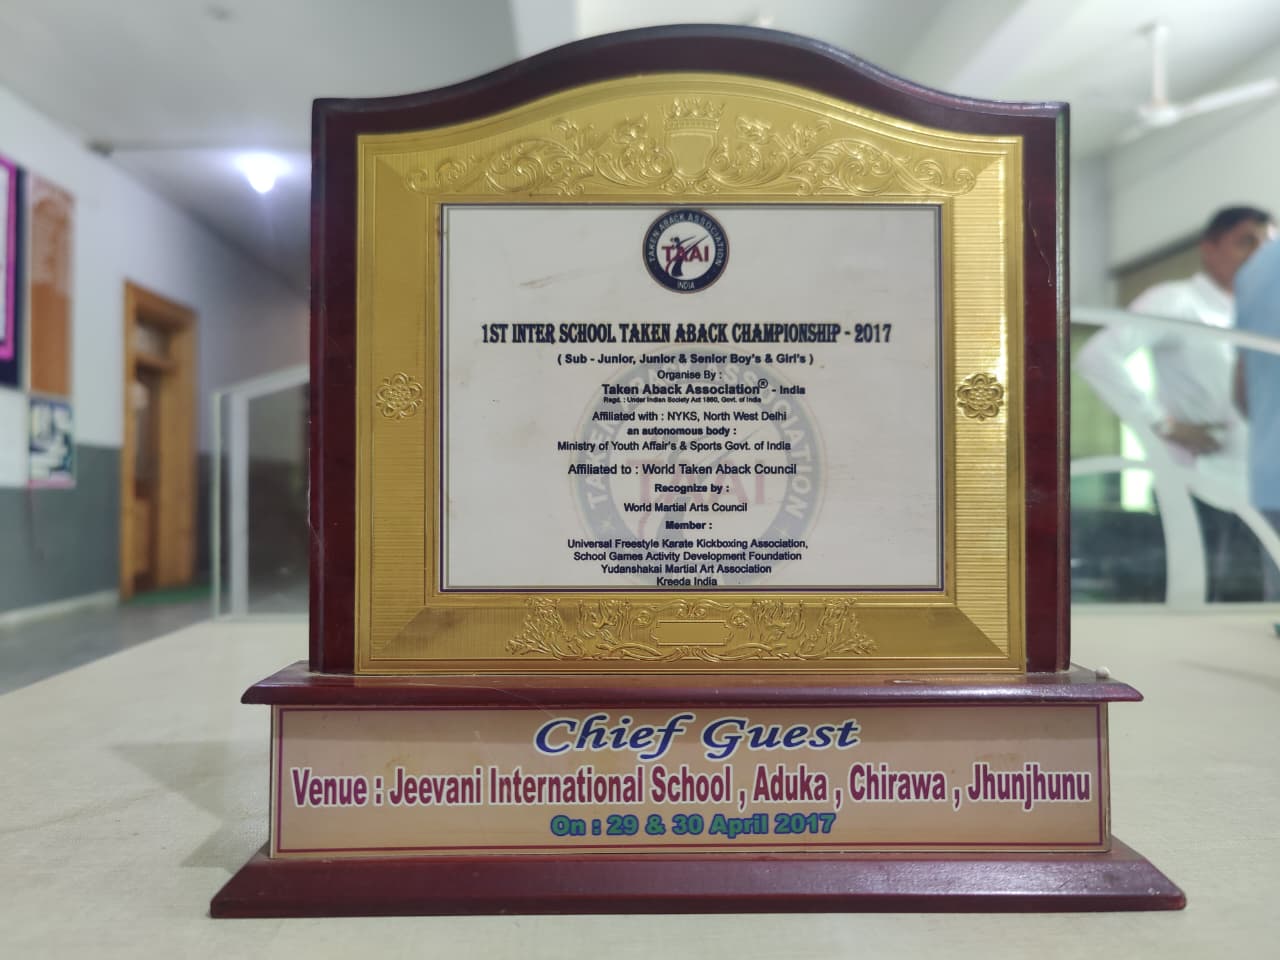 TAKEN ABACK ASSOCIATION
TAAI
INDIA
1ST INTER SCHOOL TAKEN ABACK CHAMPIONSHIP - 2017
( Sub - Junior, Junior & Senior Boy's & Girl's )
Organise By :
Taken Aback Association® - India
Regd. : Under Indian Society Act 1860, Govt. of India
Affiliated with : NYKS, North West Delhi
an autonomous body :
Ministry of Youth Affair's & Sports Govt. of India
Affiliated to : World Taken Aback Council
Recognize by :
World Martial Arts Council
Member :
Universal Freestyle Karate Kickboxing Association,
School Games Activity Development Foundation
Yudanshakai Martial Art Association
Kreeda India
Chief Guest
Venue : Jeevani International School , Aduka , Chirawa , Jhunjhunu
On : 29 & 30 April 2017